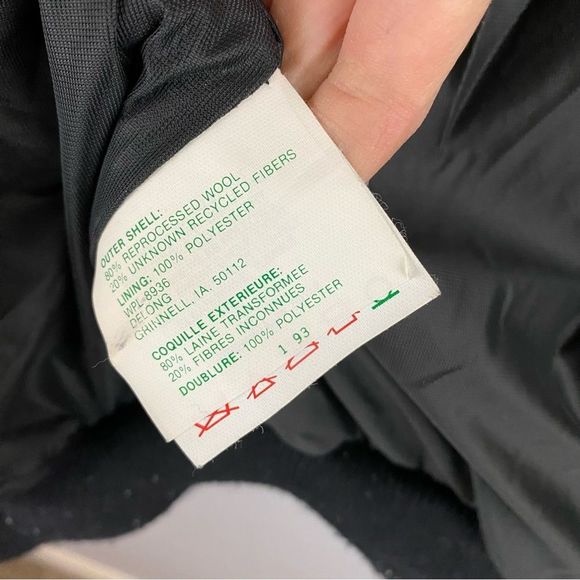 OUTER SHELL:
80% REPROCESSED WOOL
20% UNKNOWN RECYCLED FIBERS
LINING: 100% POLYESTER
WPL-8936
DELONG
GHINNELL, IA. 50112
COQUILLE EXTERIEURE:
80% LAINE TRANSFORMEE
20% FIBRES INCONNUES
DOUBLURE: 100% POLYESTER
1 93